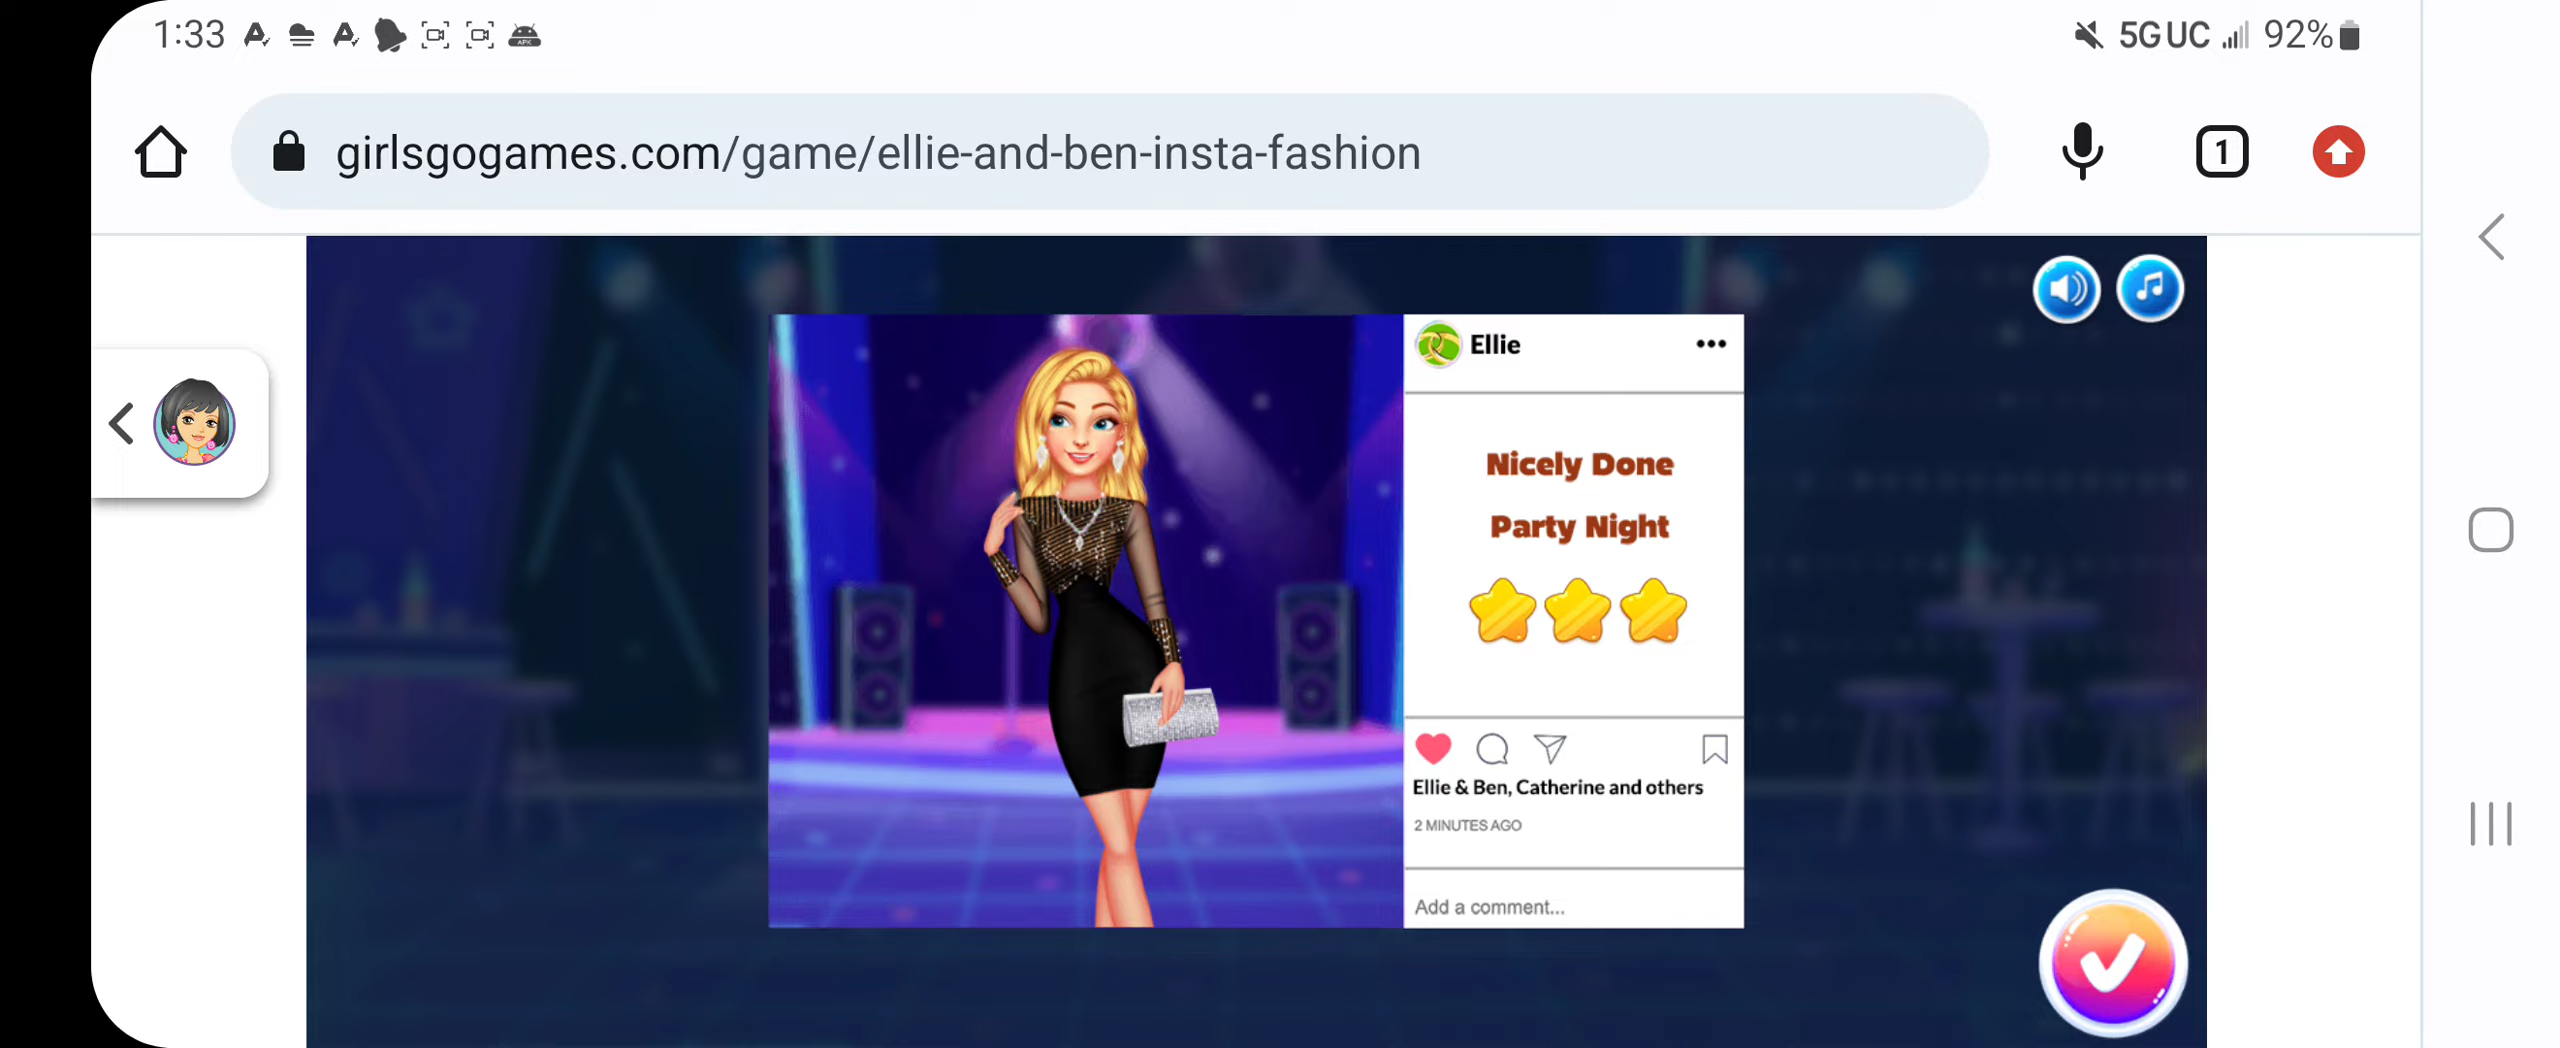 1:33
5G UC 92%
girlsgogames.com/game/ellie-and-ben-insta-fashion
1
Ellie
Nicely Done
Party Night
Ellie & Ben, Catherine and others
2 MINUTES AGO
Add a comment...